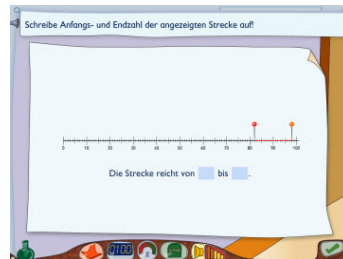 Schreibe Anfangs- und Endzahl der angezeigten Strecke auf!
0 10 20 30 40 50 60 70 80 90 100
Die Strecke reicht von bis .
0100